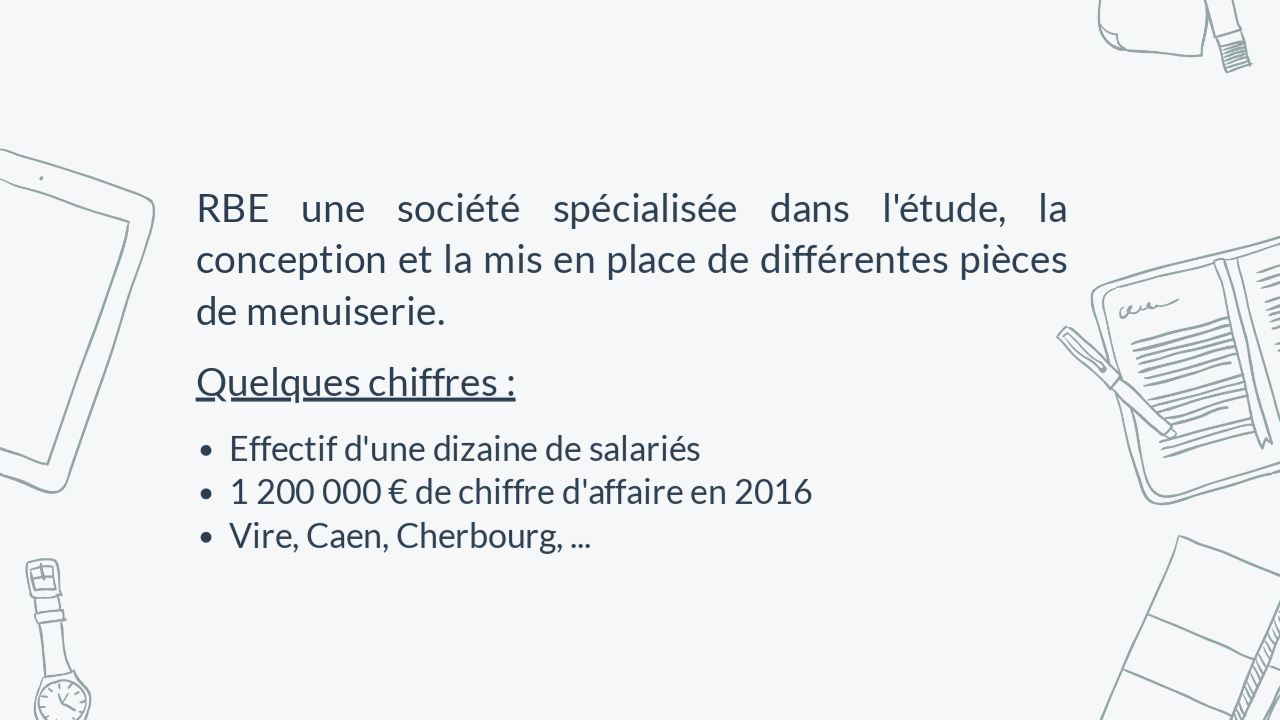 RBE une société spécialisée dans l'étude, la
conception et la mis en place de différentes pièces
de menuiserie.
Quelques chiffres :
• Effectif d'une dizaine de salariés
• 1 200 000 € de chiffre d'affaire en 2016
• Vire, Caen, Cherbourg, ...